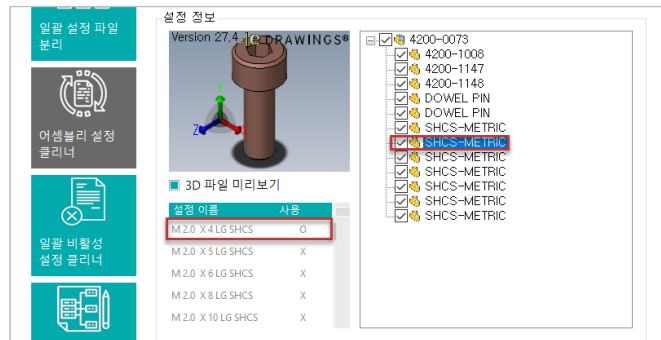 일괄 설정 파일
분리
어셈블리 설정
클리너
일괄 비활성
설정 클리너
설정 정보
Version 27.4.
DRAWINGS®
Y
Z
X
3D 파일 미리보기
설정 이름 사용
M 2.0 X 4 LG SHCS O
M 2.0 X 5 LG SHCS X
M 2.0 X 6 LG SHCS X
M 2.0 X 8 LG SHCS X
M 2.0 X 10 LG SHCS X
4200-0073
4200-1008
4200-1147
4200-1148
DOWEL PIN
DOWEL PIN
SHCS-METRIC
SHCS-METRIC
SHCS-METRIC
SHCS-METRIC
SHCS-METRIC
SHCS-METRIC
SHCS-METRIC